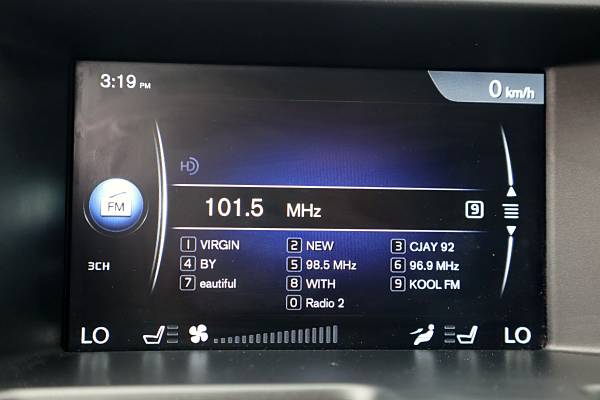 3:19 PM
0 km/h
HD
FM
101.5 MHz 9
1 VIRGIN 2 NEW 3 CJAY 92
3CH 4 BY 5 98.5 MHz 6 96.9 MHz
7 eautiful 8 WITH 9 KOOL FM
0 Radio 2
LO LO